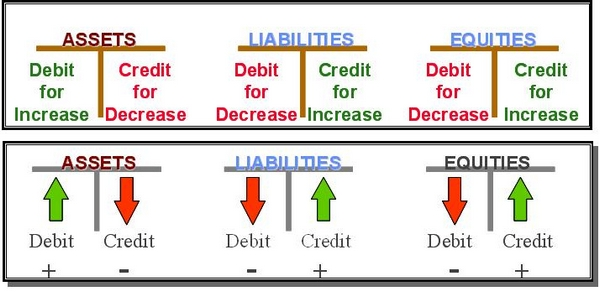 ASSETS LIABILITIES EQUITIES
Debit Credit Debit Credit Debit Credit
for for for for for for
Increase Decrease Decrease Increase Decrease Increase
ASSETS LIABILITIES EQUITIES
Debit Credit Debit Credit Debit Credit
+ - - + - +